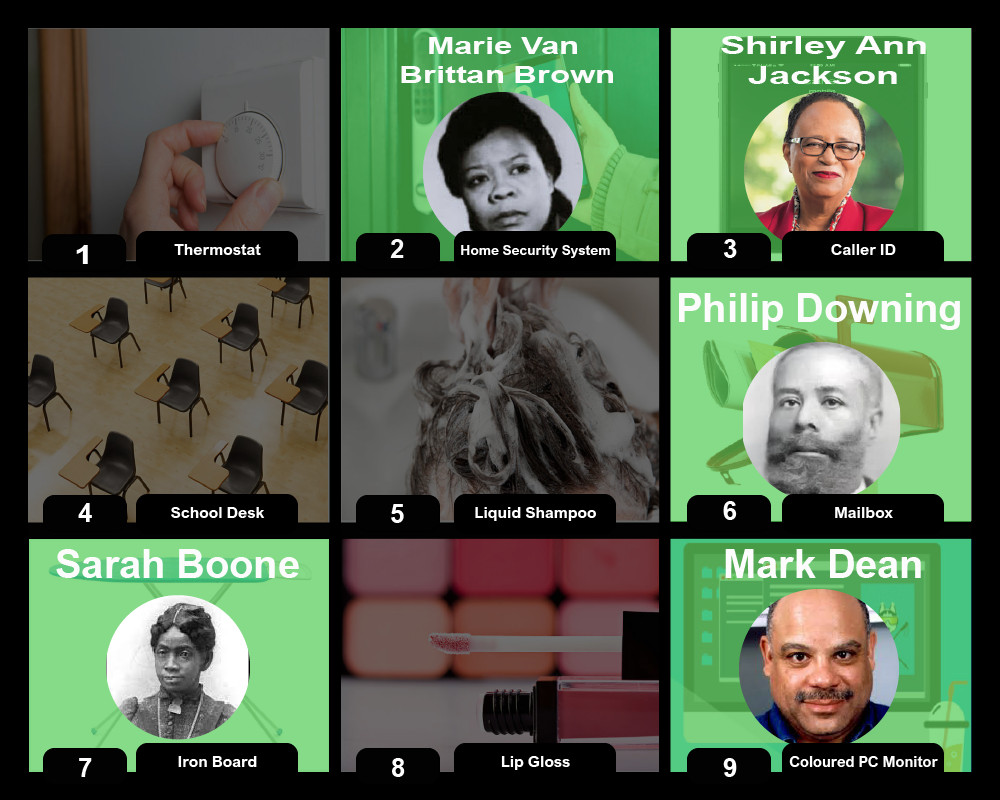 Marie Van
Brittan Brown
Shirley Ann
Jackson
1
Thermostat
2
Home Security System
3
Caller ID
Philip Downing
4
School Desk
5
Liquid Shampoo
6
Mailbox
Sarah Boone
Mark Dean
7
Iron Board
8
Lip Gloss
9
Coloured PC Monitor